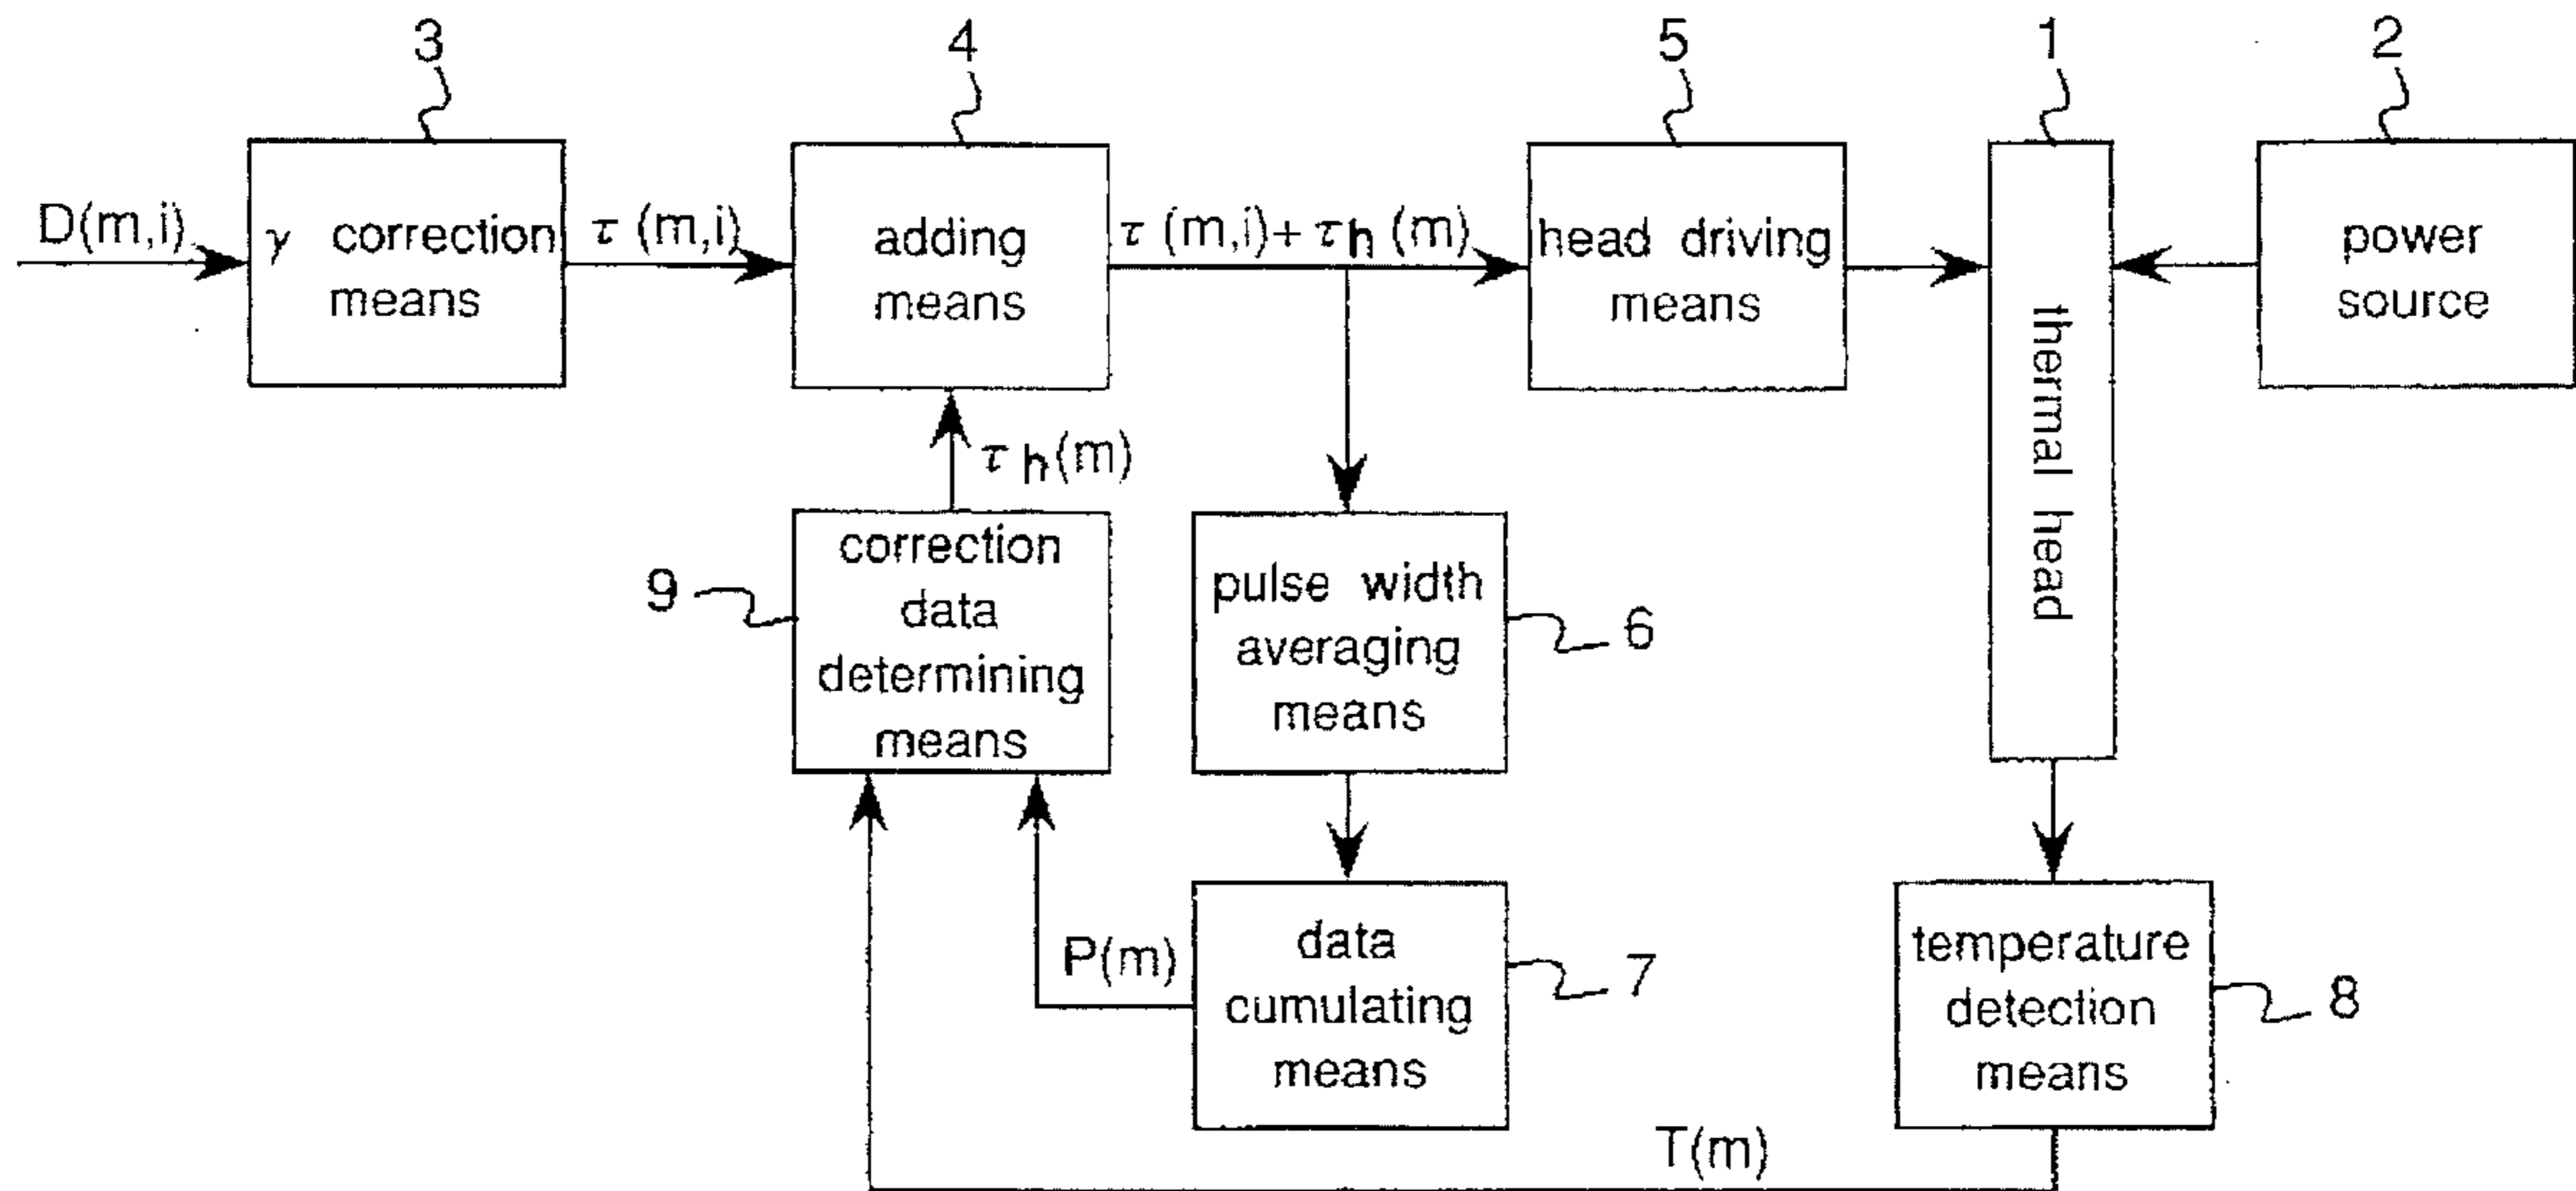 3
4
5
1
2
D(m,i)
γ correction
means
τ (m,i)
adding
means
τ (m,i)+ τh (m)
head driving
means
thermal head
power
source
τh(m)
9
correction
data
determining
means
pulse width
averaging
means
6
P(m)
data
cumulating
means
7
temperature
detection
means
8
T(m)